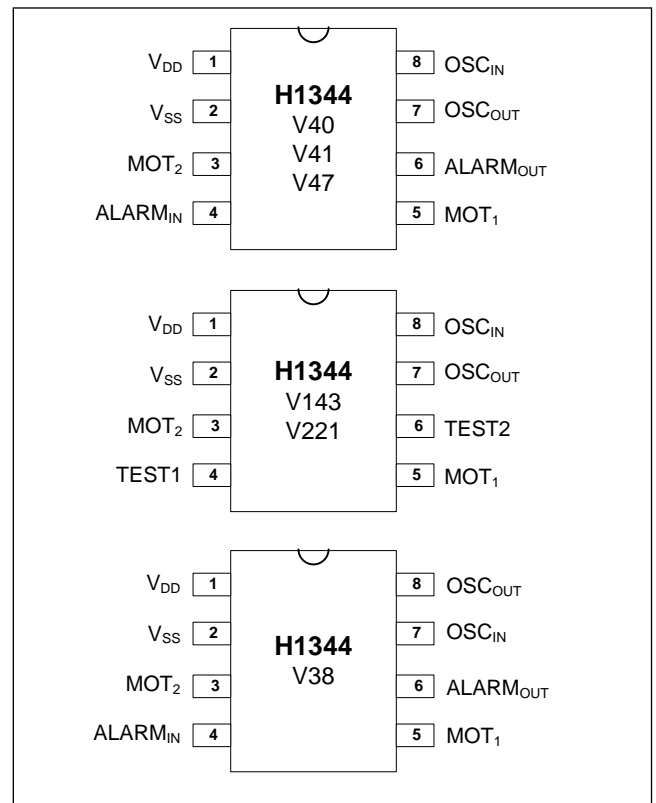 V_DD 1 8 OSC_IN
H1344
V_SS 2 V40 7 OSC_OUT
V41
MOT_2 3 V47 6 ALARM_OUT
ALARM_IN 4 5 MOT_1
V_DD 1 8 OSC_IN
V_SS 2 H1344 7 OSC_OUT
V143
MOT_2 3 V221 6 TEST2
TEST1 4 5 MOT_1
V_DD 1 8 OSC_OUT
V_SS 2 H1344 7 OSC_IN
MOT_2 3 V38 6 ALARM_OUT
ALARM_IN 4 5 MOT_1